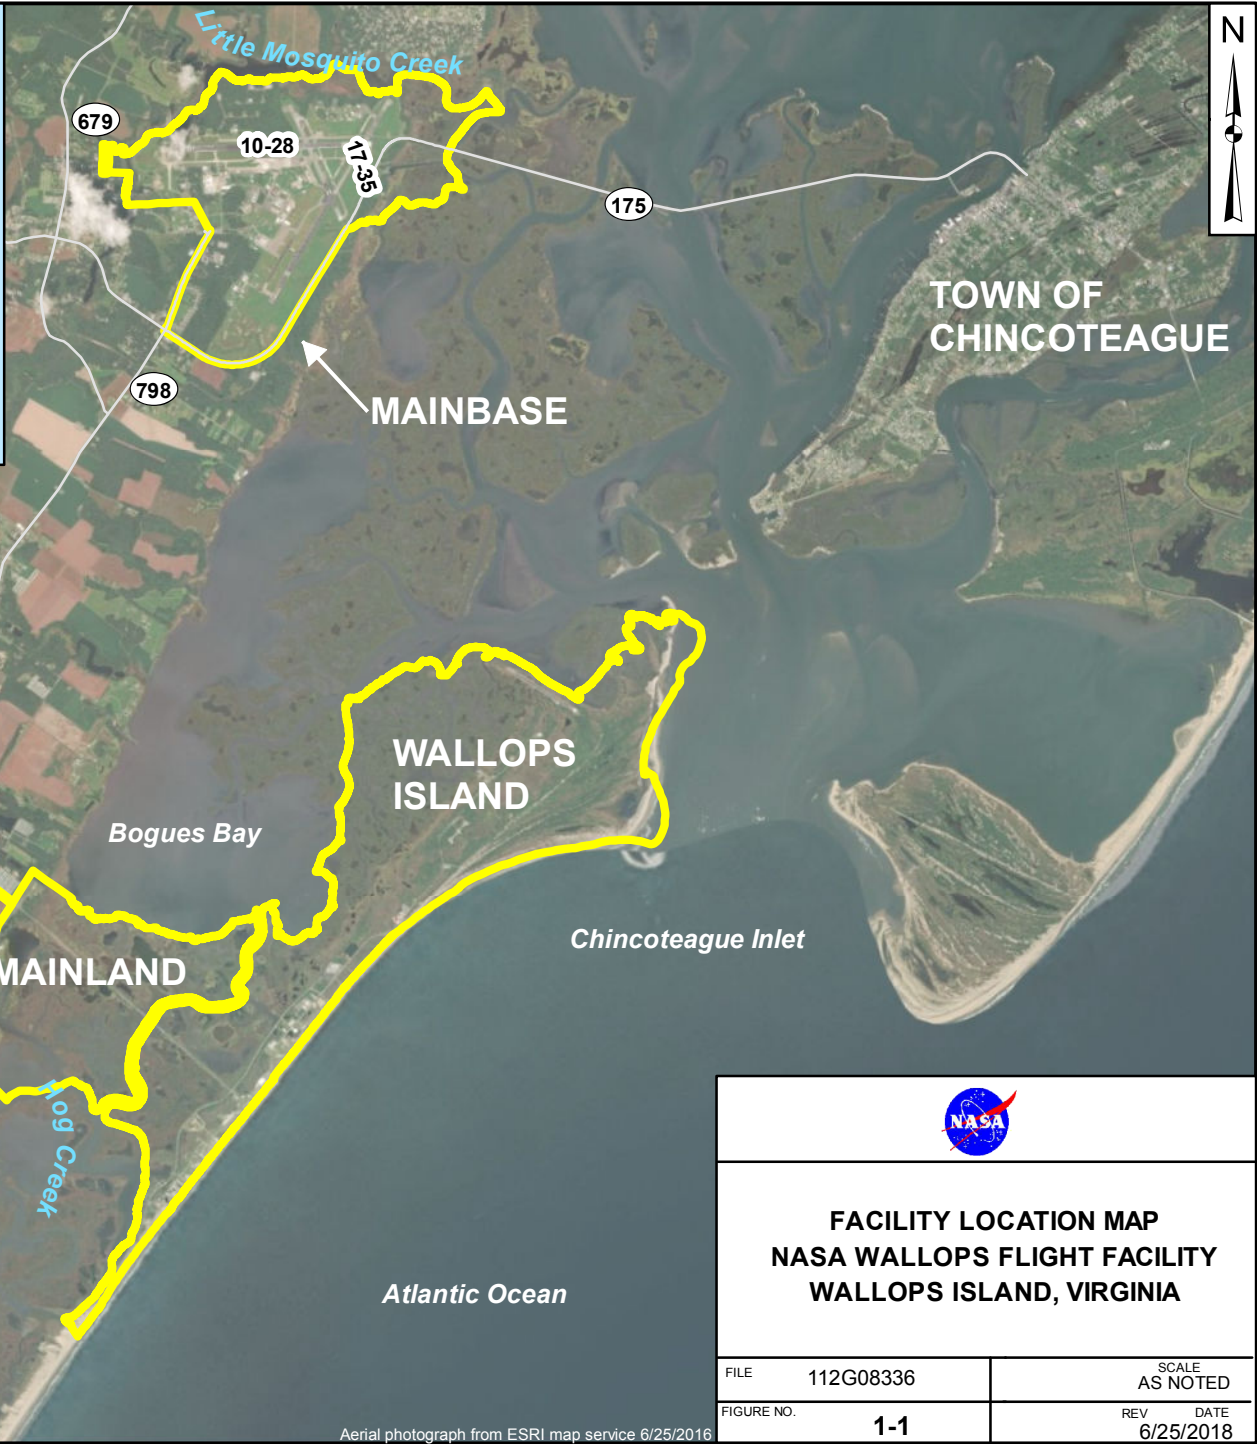 N
Little Mosquito Creek
679
10-28
17-35
175
TOWN OF
CHINCOTEAGUE
798
MAINBASE
WALLOPS
ISLAND
Bogues Bay
Chincoteague Inlet
MAINLAND
Hog Creek
Atlantic Ocean
NASA
FACILITY LOCATION MAP
NASA WALLOPS FLIGHT FACILITY
WALLOPS ISLAND, VIRGINIA
FILE 112G08336
SCALE
AS NOTED
FIGURE NO. 1-1
REV DATE
6/25/2018
Aerial photograph from ESRI map service 6/25/2016